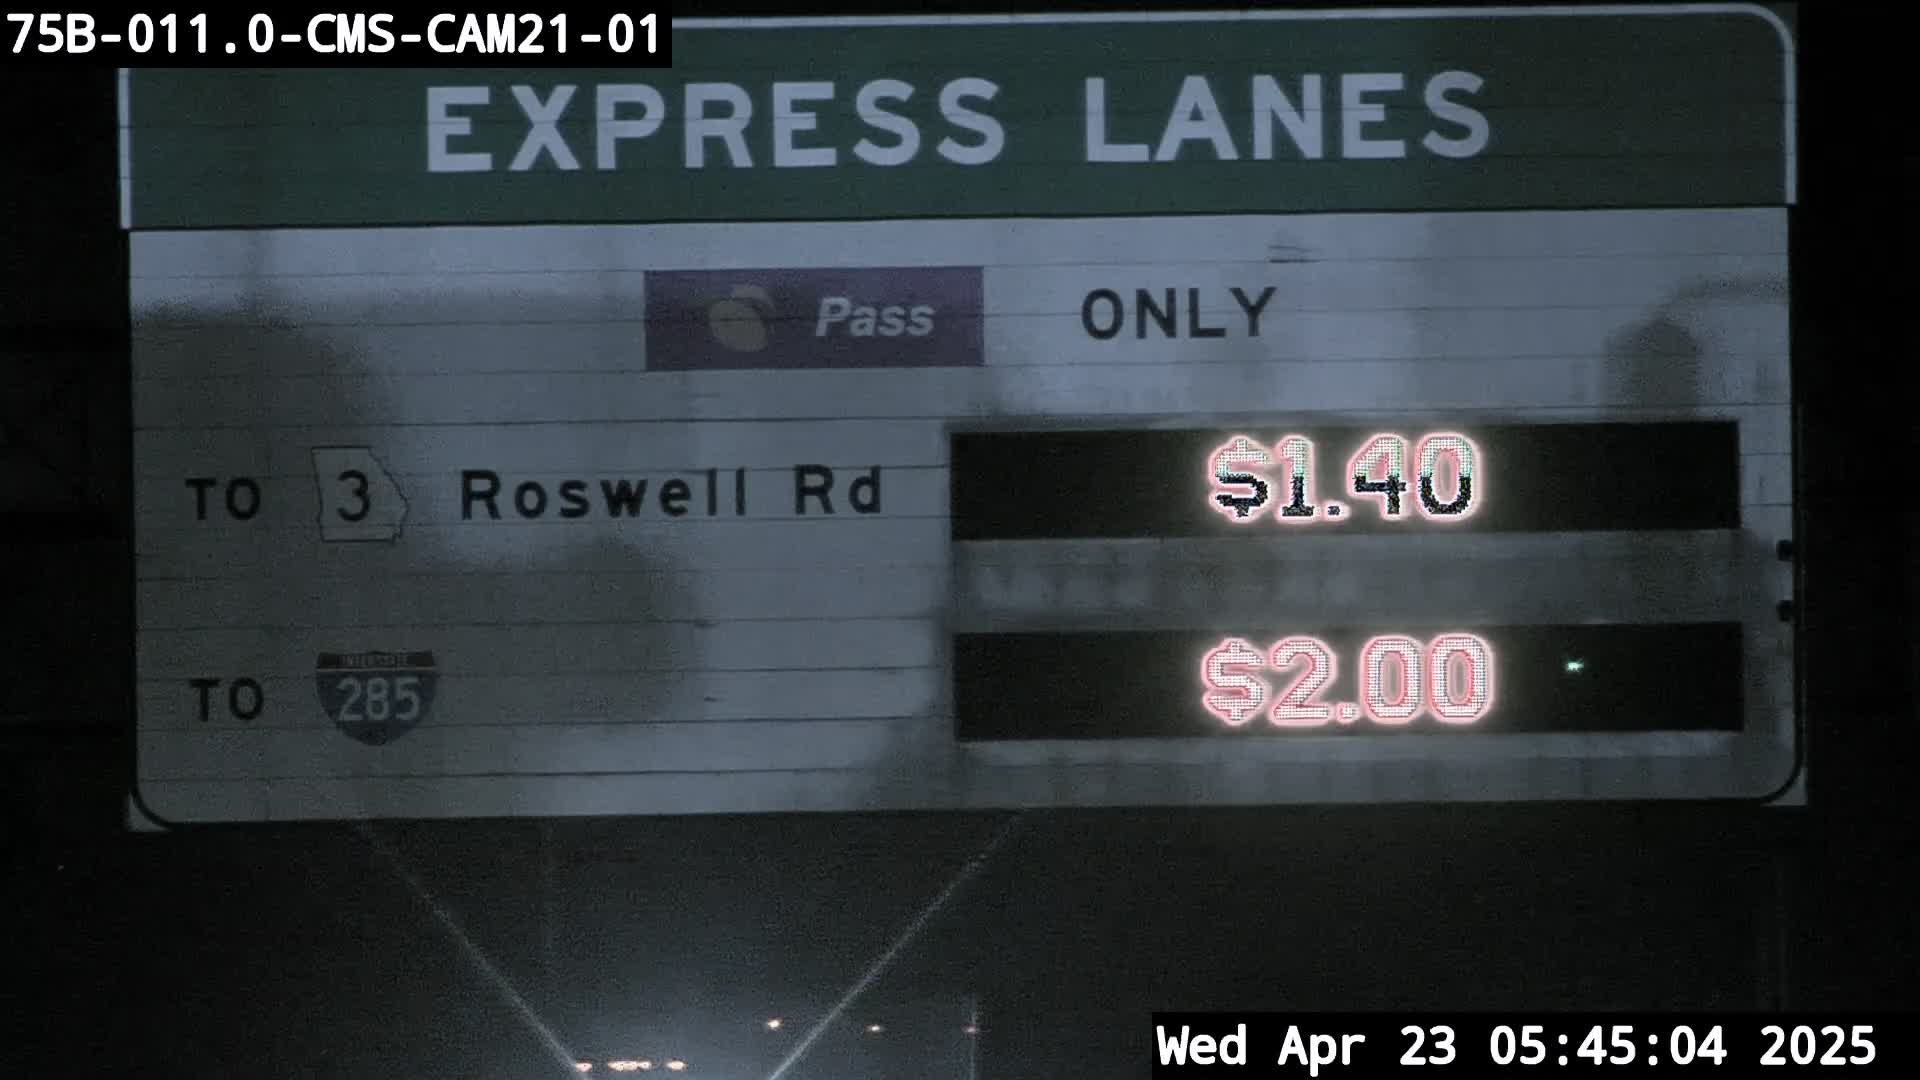 75B-011.0-CMS-CAM21-01
EXPRESS LANES
Pass ONLY
TO 3 Roswell Rd $1.40
TO INTERSTATE 285 $2.00
Wed Apr 23 05:45:04 2025